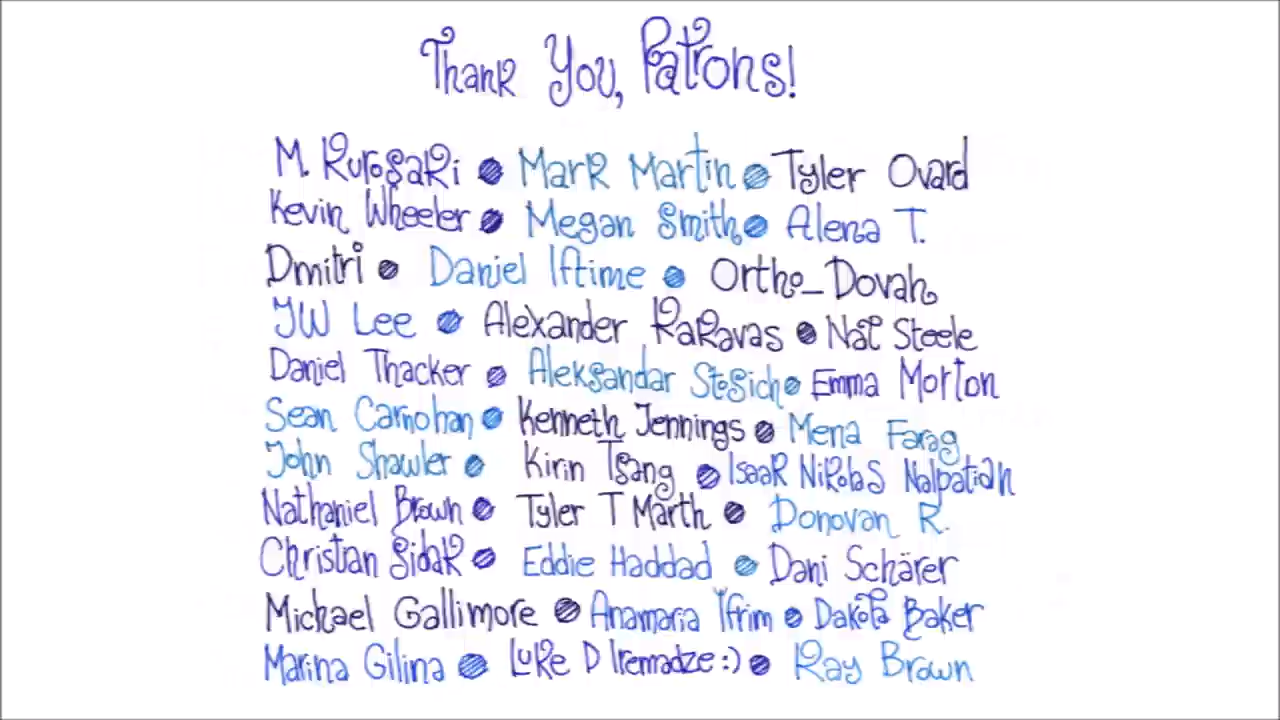 Thank You, Patrons!
M. Kurosaki ● Mark Martin ● Tyler Ovard
Kevin Wheeler ● Megan Smith ● Alena T.
Dmitri ● Daniel Iftime ● Ortho_Dovah
JW Lee ● Alexander Karavas ● Nat Steele
Daniel Thacker ● Aleksandar Stosich ● Emma Morton
Sean Carnohan ● Kenneth Jennings ● Mena Farag
John Shawler ● Kirin Tsang ● Isaak Nikolas Nalpatian
Nathaniel Brown ● Tyler T Marth ● Donovan R.
Christian Sidak ● Eddie Haddad ● Dani Schärer
Michael Gallimore ● Anamaria Ifrim ● Dakota Baker
Marina Gilina ● Luke D Iremadze :) ● Ray Brown